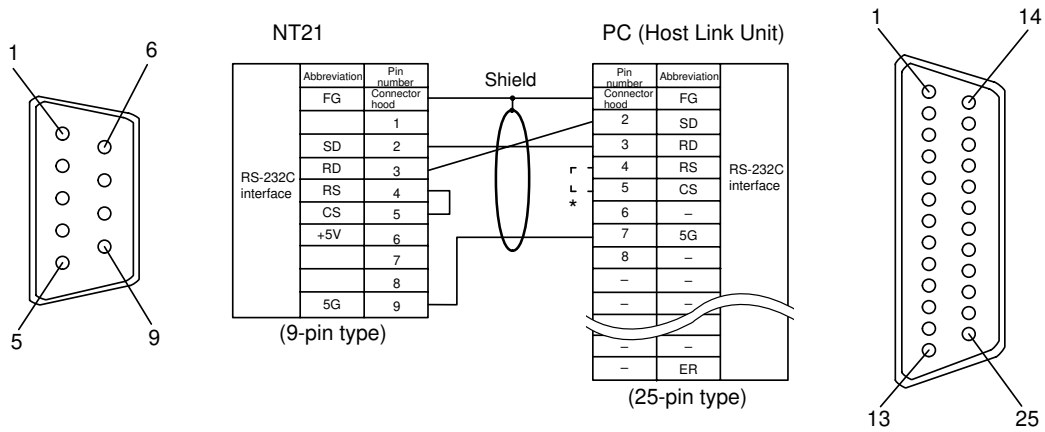 NT21
PC (Host Link Unit)
1
6
5
9
RS-232C
interface
Abbreviation
Pin
number
FG
Connector
hood
1
SD 2
RD 3
RS 4
CS 5
+5V 6
7
8
5G 9
(9-pin type)
Shield
*
Pin
number
Abbreviation
Connector
hood
FG
2 SD
3 RD
4 RS
5 CS
6 –
7 5G
8 –
– –
– –
–
– –
– ER
RS-232C
interface
(25-pin type)
1
14
13
25